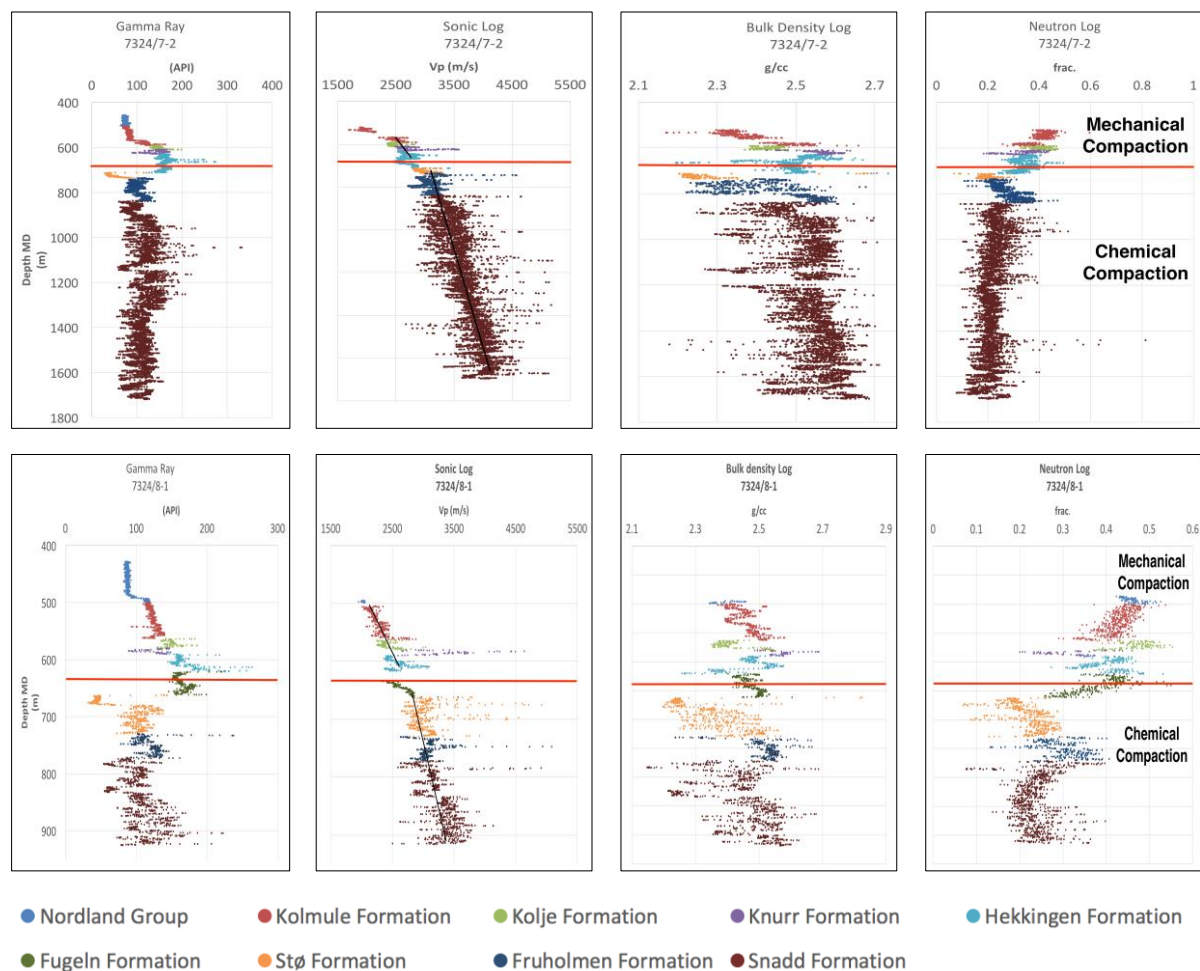 Gamma Ray
7324/7-2
(API)
0 100 200 300 400
400
600
800
1000
1200
1400
1600
1800
Depth MD
(m)
Sonic Log
7324/7-2
Vp (m/s)
1500 2500 3500 4500 5500
Bulk Density Log
7324/7-2
g/cc
2.1 2.3 2.5 2.7
Neutron Log
7324/7-2
frac.
0 0.2 0.4 0.6 0.8 1
Mechanical
Compaction
Chemical
Compaction
Gamma Ray
7324/8-1
(API)
0 100 200 300
400
500
600
700
800
900
Depth MD
(m)
Sonic Log
7324/8-1
Vp (m/s)
1500 2500 3500 4500 5500
Bulk density Log
7324/8-1
g/cc
2.1 2.3 2.5 2.7 2.9
Neutron Log
7324/8-1
frac.
0 0.1 0.2 0.3 0.4 0.5 0.6
Mechanical
Compaction
Chemical
Compaction
Nordland Group Kolmule Formation Kolje Formation Knurr Formation Hekkingen Formation
Fugeln Formation Stø Formation Fruholmen Formation Snadd Formation